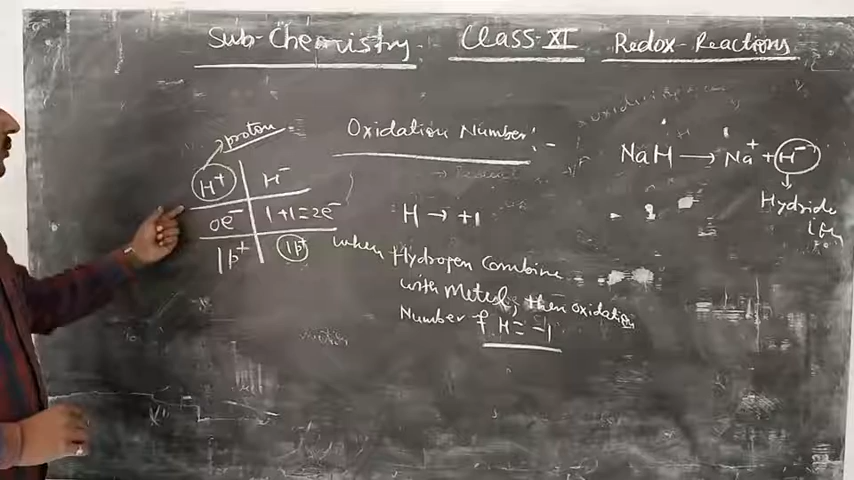 Sub-Chemistry. Class-XI Redox-Reactions
proton
Oxidation Number:-
H+ H-
0e- 1+1=2e-
1p+ 1p+
H → +1
when Hydrogen Combine
with Metal, then oxidation
Number of H = -1
NaH → Na+ + H-
Hydride
ion